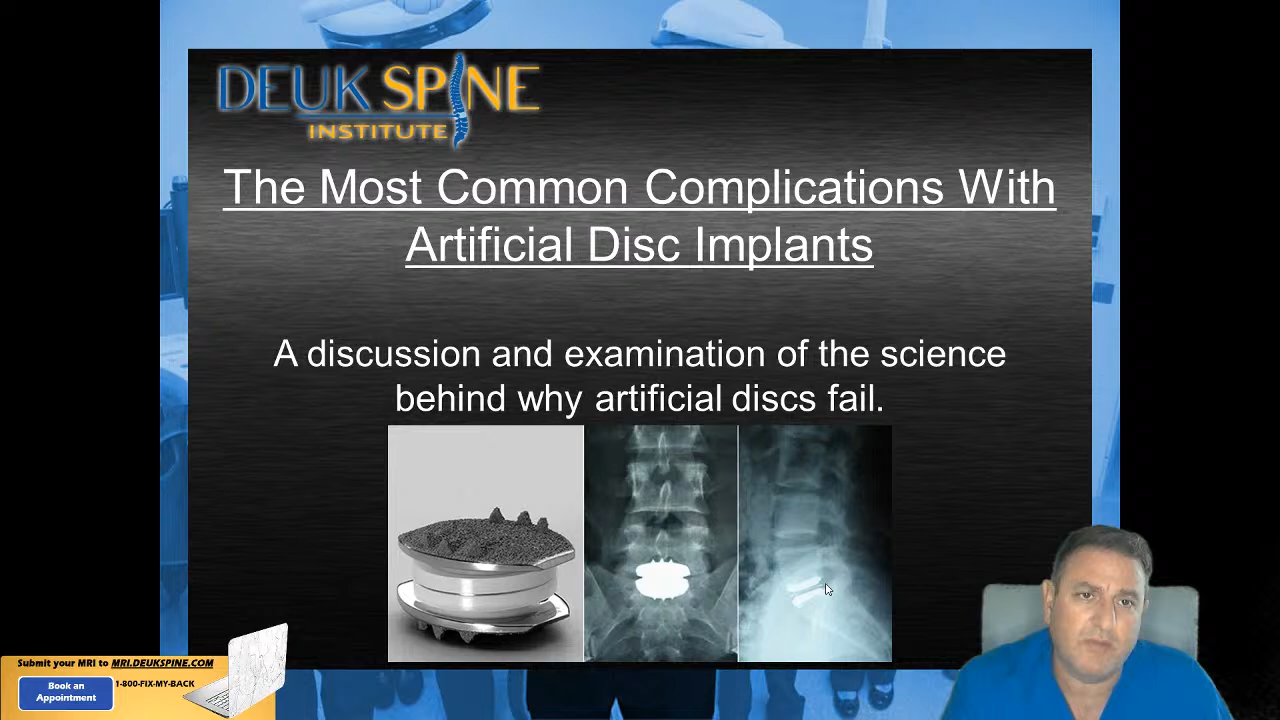 DEUK SPINE
INSTITUTE
The Most Common Complications With
Artificial Disc Implants
A discussion and examination of the science
behind why artificial discs fail.
Submit your MRI to MRI.DEUKSPINE.COM
Book an
Appointment
1-800-FIX-MY-BACK